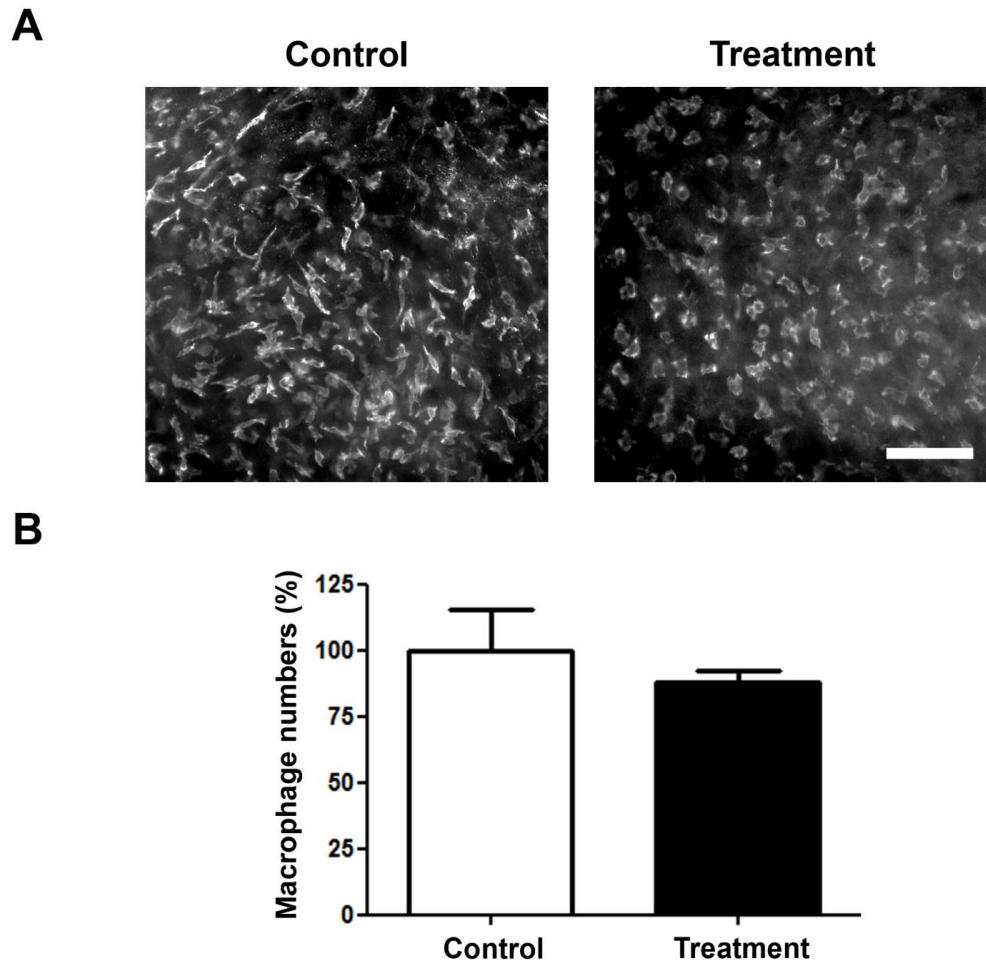 A
Control
Treatment
B
Macrophage numbers (%)
125
100
75
50
25
0
Control
Treatment